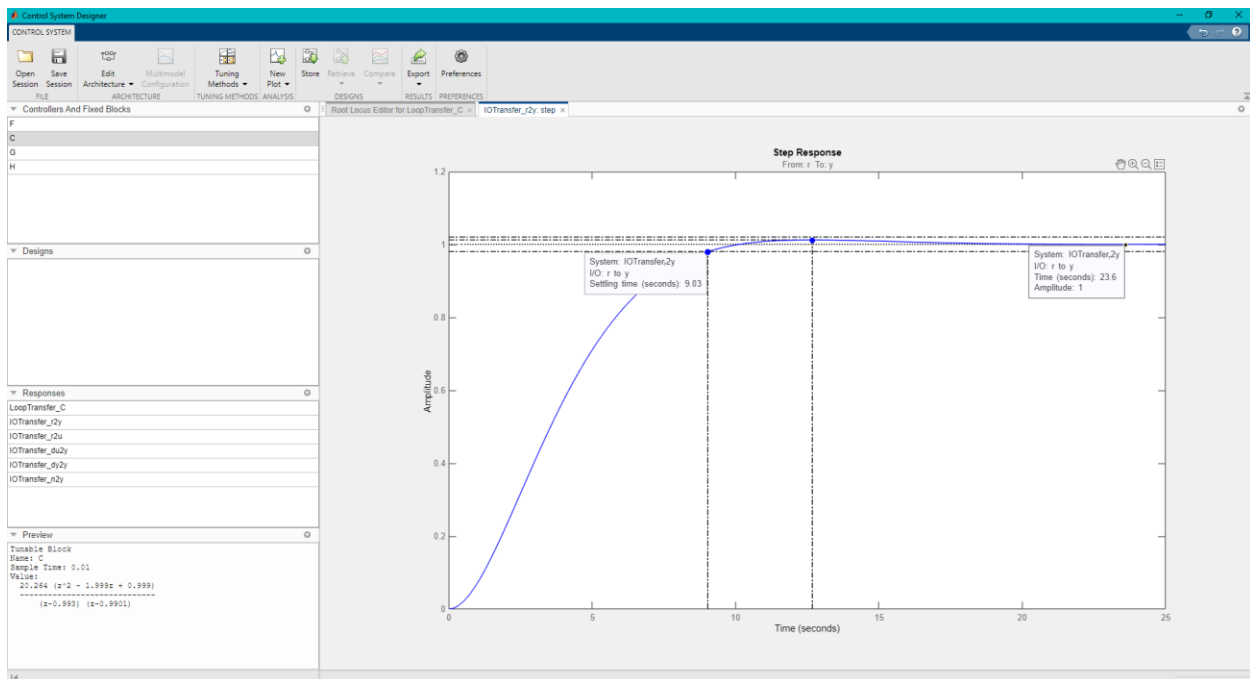 Control System Designer
CONTROL SYSTEM
Open Session
Save Session
Edit Architecture
Multimodel Configuration
Tuning Methods
New Plot
Store
Retrieve
Compare
Export
Preferences
FILE
ARCHITECTURE
TUNING METHODS
ANALYSIS
DESIGNS
RESULTS
PREFERENCES
Controllers And Fixed Blocks
F
C
G
H
Designs
Responses
LoopTransfer_C
IOTransfer_r2y
IOTransfer_r2u
IOTransfer_du2y
IOTransfer_dy2y
IOTransfer_n2y
Preview
Tunable Block
Name: C
Sample Time: 0.01
Value:
20.264 (z^2 - 1.999z + 0.999)
-----------------------------
(z-0.993) (z-0.9901)
Root Locus Editor for LoopTransfer_C
IOTransfer_r2y: step
Step Response
From: r To: y
1.2
1
0.8
0.6
0.4
0.2
0
Amplitude
System: IOTransfer,2y
I/O: r to y
Settling time (seconds): 9.03
System: IOTransfer,2y
I/O: r to y
Time (seconds): 23.6
Amplitude: 1
0
5
10
15
20
25
Time (seconds)